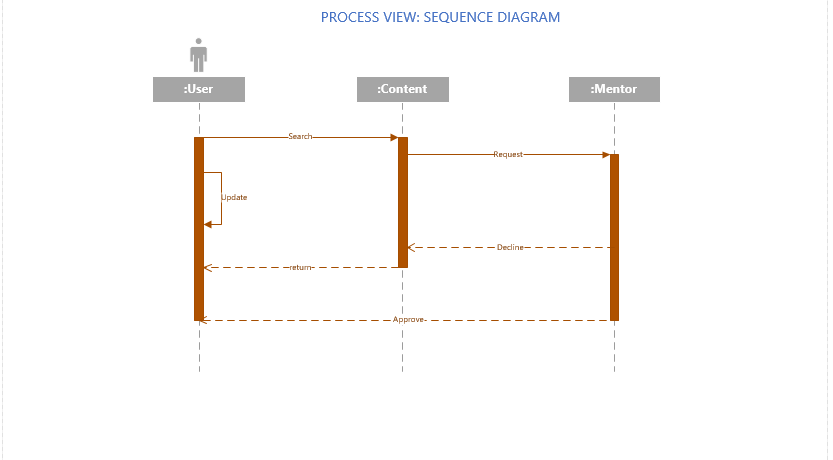 PROCESS VIEW: SEQUENCE DIAGRAM
:User
:Content
:Mentor
Search
Request
Update
Decline
return
Approve